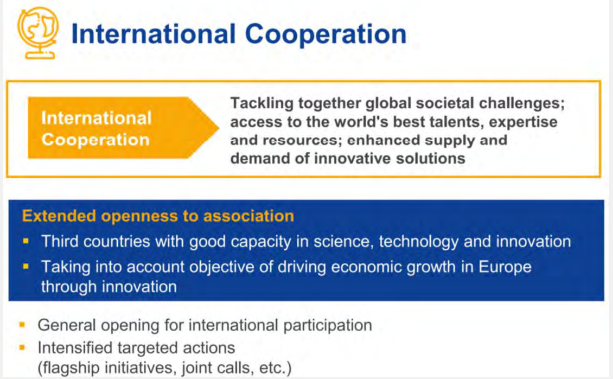 International Cooperation
International
Cooperation
Tackling together global societal challenges;
access to the world's best talents, expertise
and resources; enhanced supply and
demand of innovative solutions
Extended openness to association
▪ Third countries with good capacity in science, technology and innovation
▪ Taking into account objective of driving economic growth in Europe
through innovation
▪ General opening for international participation
▪ Intensified targeted actions
(flagship initiatives, joint calls, etc.)